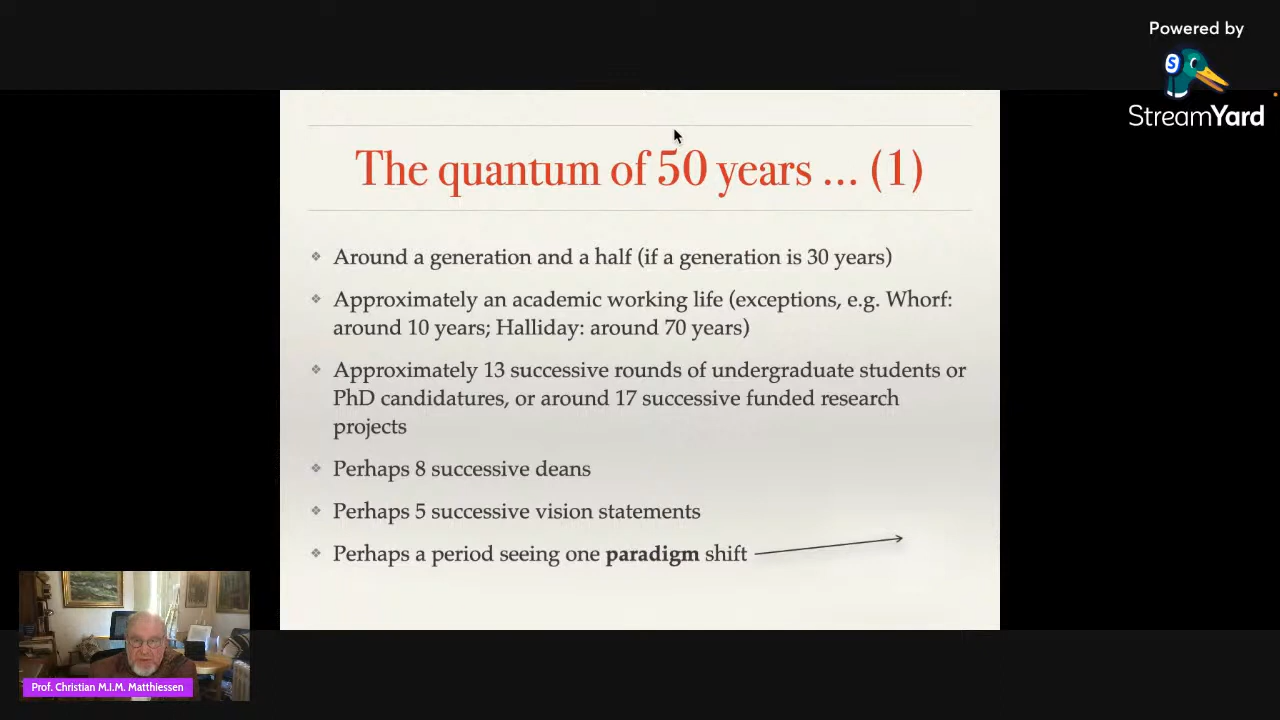 Powered by
S
StreamYard
The quantum of 50 years ... (1)
❖ Around a generation and a half (if a generation is 30 years)
❖ Approximately an academic working life (exceptions, e.g. Whorf:
around 10 years; Halliday: around 70 years)
❖ Approximately 13 successive rounds of undergraduate students or
PhD candidatures, or around 17 successive funded research
projects
❖ Perhaps 8 successive deans
❖ Perhaps 5 successive vision statements
❖ Perhaps a period seeing one paradigm shift
Prof. Christian M.I.M. Matthiessen